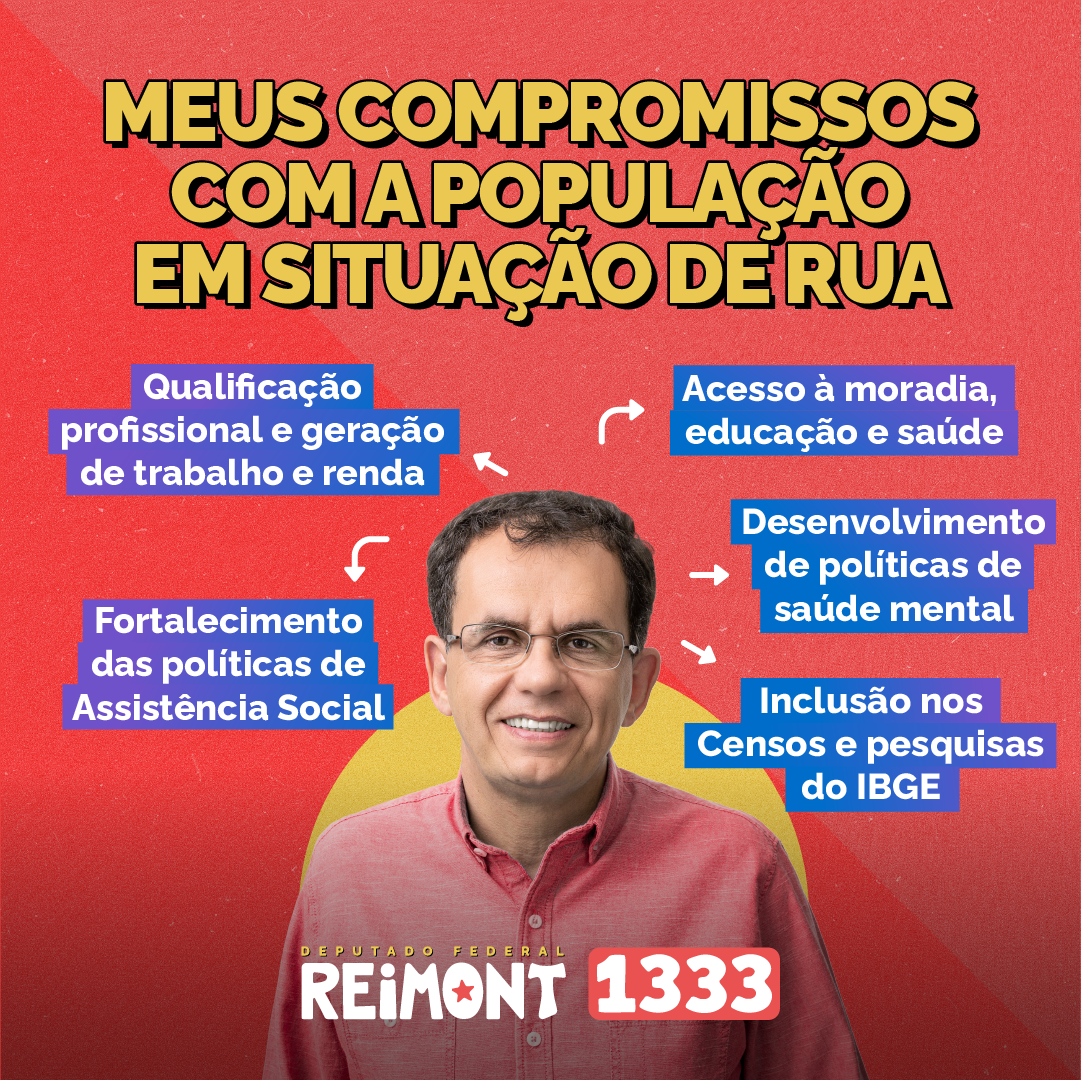 MEUS COMPROMISSOS
COM A POPULAÇÃO
EM SITUAÇÃO DE RUA
Qualificação
profissional e geração
de trabalho e renda
Acesso à moradia,
educação e saúde
Desenvolvimento
de políticas de
saúde mental
Fortalecimento
das políticas de
Assistência Social
Inclusão nos
Censos e pesquisas
do IBGE
DEPUTADO FEDERAL
REiMONT 1333